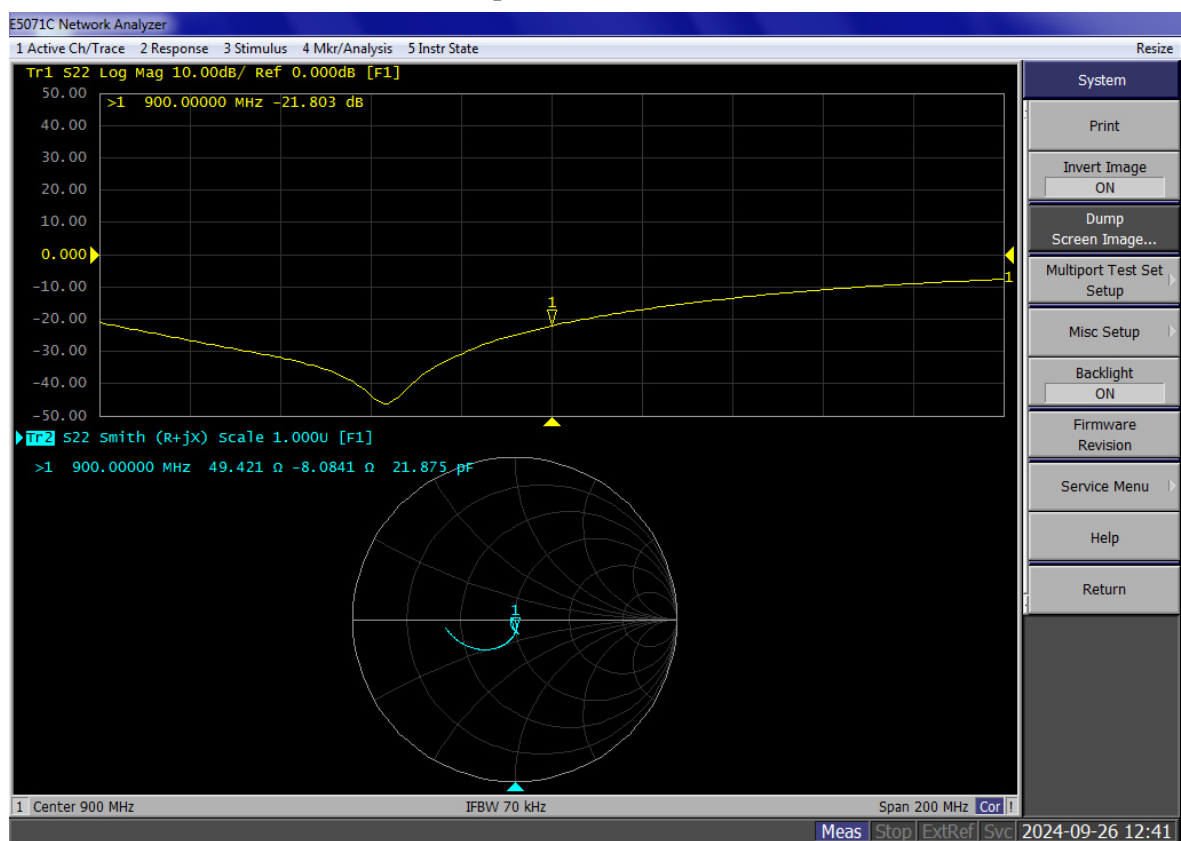 E5071C Network Analyzer
1 Active Ch/Trace 2 Response 3 Stimulus 4 Mkr/Analysis 5 Instr State Resize
Tr1 S22 Log Mag 10.00dB/ Ref 0.000dB [F1]
50.00
>1 900.00000 MHz -21.803 dB
40.00
30.00
20.00
10.00
0.000
-10.00
1
1
-20.00
-30.00
-40.00
-50.00
Tr2 S22 Smith (R+jX) Scale 1.000U [F1]
>1 900.00000 MHz 49.421 Ω -8.0841 Ω 21.875 pF
1
1 Center 900 MHz IFBW 70 kHz Span 200 MHz Cor !
System
Print
Invert Image
ON
Dump
Screen Image...
Multiport Test Set
Setup
Misc Setup
Backlight
ON
Firmware
Revision
Service Menu
Help
Return
Meas Stop ExtRef Svc 2024-09-26 12:41